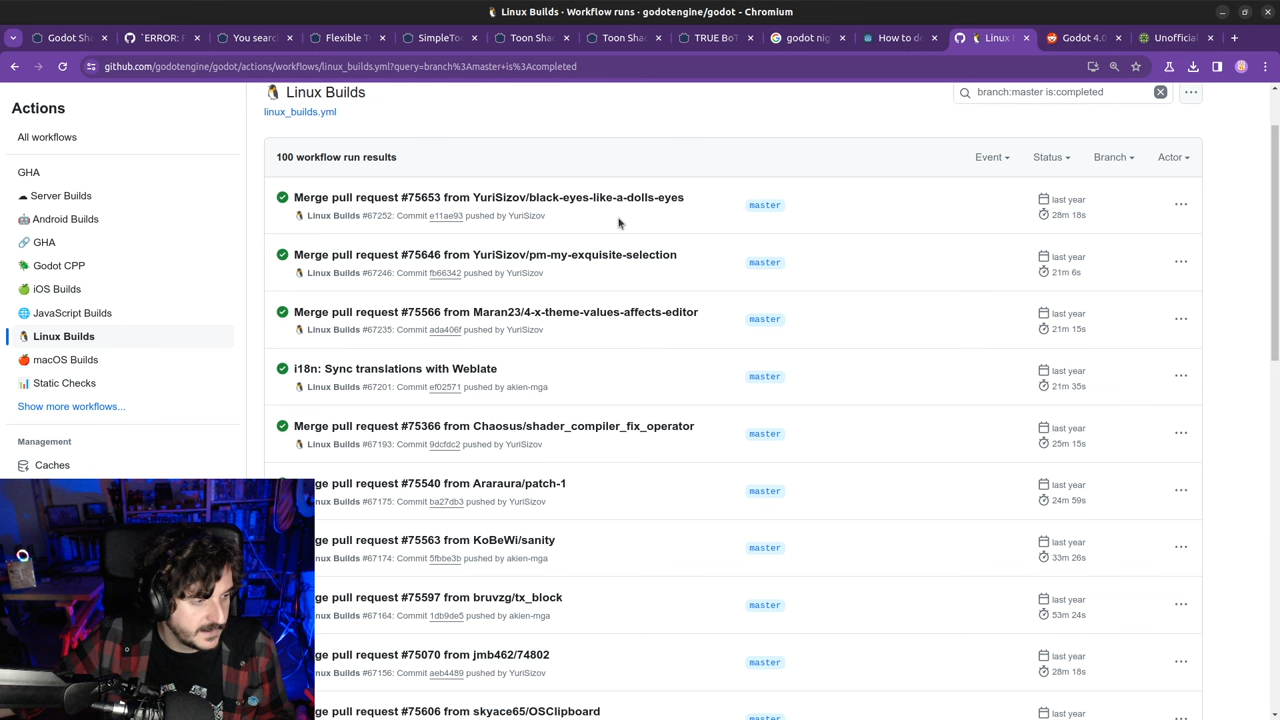 Linux Builds · Workflow runs · godotengine/godot - Chromium
Godot Sh
`ERROR: F
You searc
Flexible T
SimpleTo
Toon Sha
Toon Sha
TRUE BoT
godot nig
How to d
Linux
Godot 4.0
Unofficial
github.com/godotengine/godot/actions/workflows/linux_builds.yml?query=branch%3Amaster+is%3Acompleted
Actions
All workflows
GHA
Server Builds
Android Builds
GHA
Godot CPP
iOS Builds
JavaScript Builds
Linux Builds
macOS Builds
Static Checks
Show more workflows...
Management
Caches
Linux Builds
linux_builds.yml
branch:master is:completed
100 workflow run results
Event
Status
Branch
Actor
Merge pull request #75653 from YuriSizov/black-eyes-like-a-dolls-eyes
Linux Builds #67252: Commit e11ae93 pushed by YuriSizov
master
last year
28m 18s
Merge pull request #75646 from YuriSizov/pm-my-exquisite-selection
Linux Builds #67246: Commit fb66342 pushed by YuriSizov
master
last year
21m 6s
Merge pull request #75566 from Maran23/4-x-theme-values-affects-editor
Linux Builds #67235: Commit ada406f pushed by YuriSizov
master
last year
21m 15s
i18n: Sync translations with Weblate
Linux Builds #67201: Commit ef02571 pushed by akien-mga
master
last year
21m 35s
Merge pull request #75366 from Chaosus/shader_compiler_fix_operator
Linux Builds #67193: Commit 9dcfdc2 pushed by YuriSizov
master
last year
25m 15s
ge pull request #75540 from Araraura/patch-1
nux Builds #67175: Commit ba27db3 pushed by YuriSizov
master
last year
24m 59s
ge pull request #75563 from KoBeWi/sanity
nux Builds #67174: Commit 5fbbe3b pushed by akien-mga
master
last year
33m 26s
ge pull request #75597 from bruvzg/tx_block
nux Builds #67164: Commit 1db9de5 pushed by akien-mga
master
last year
53m 24s
ge pull request #75070 from jmb462/74802
nux Builds #67156: Commit aeb4489 pushed by YuriSizov
master
last year
28m 18s
ge pull request #75606 from skyace65/OSClipboard
master
last year